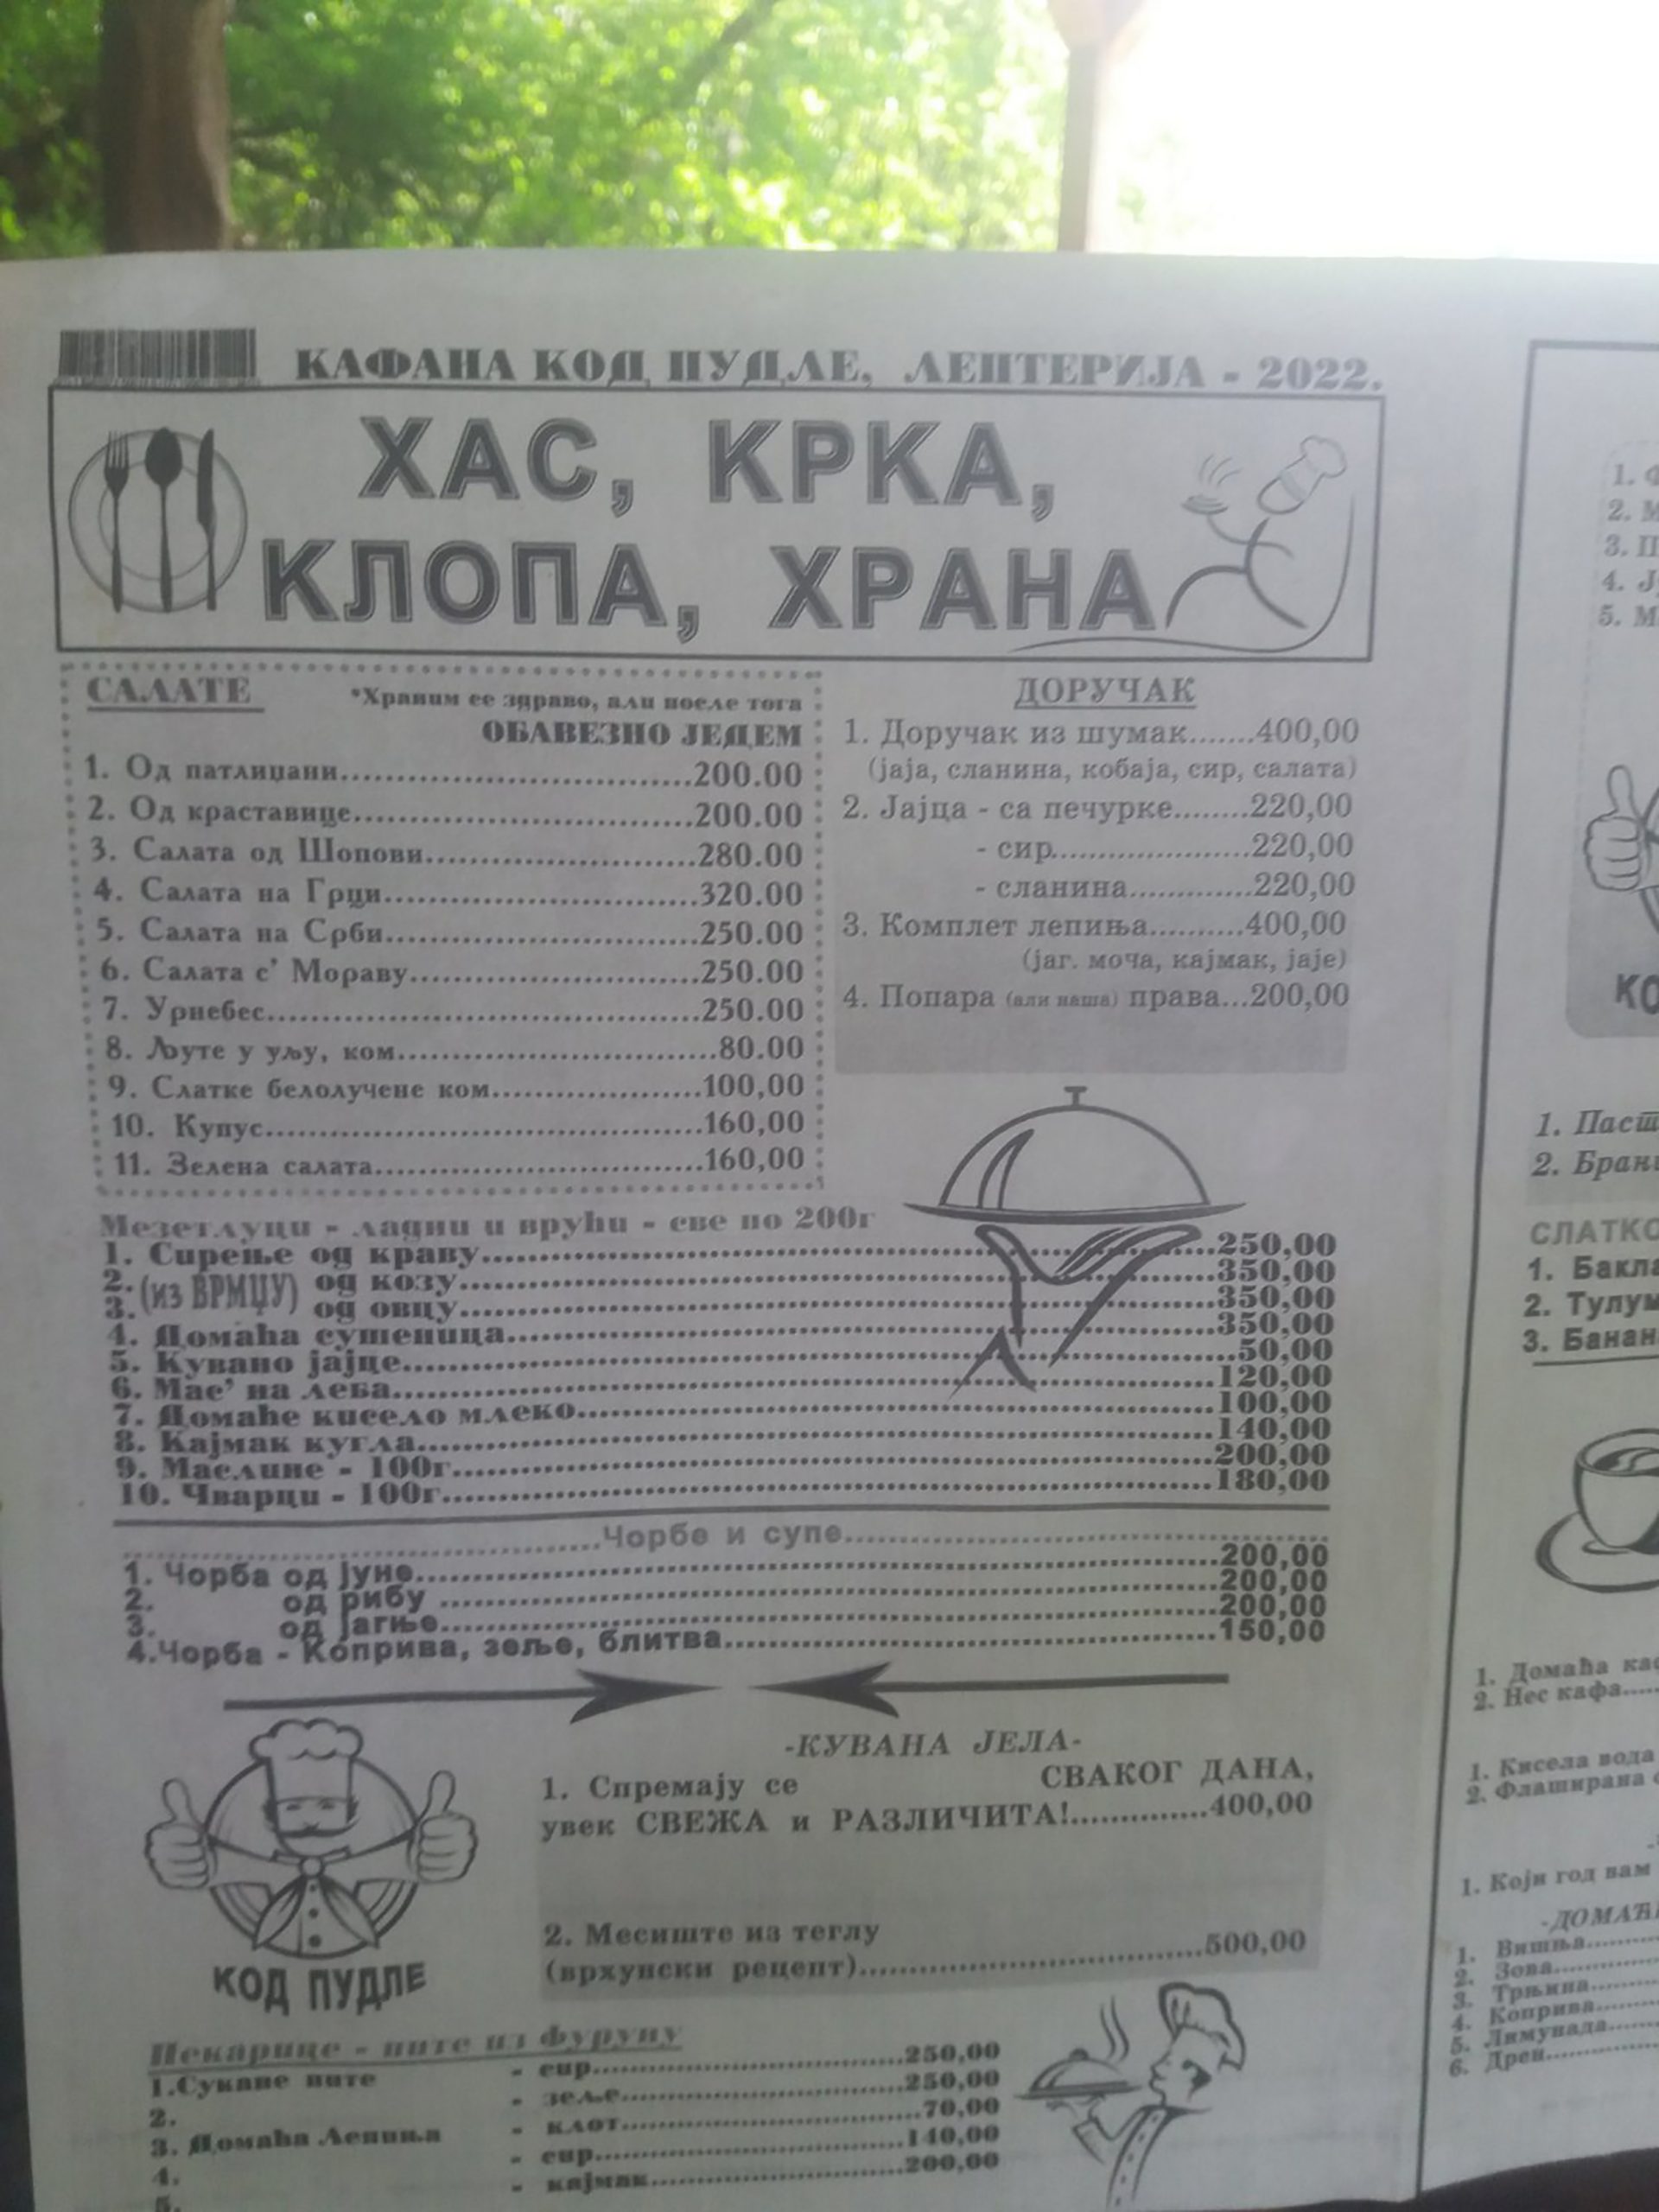 КАФАНА КОД ПУДЛЕ, ЛЕПТЕРИЈА - 2022.
ХАС, КРКА,
КЛОПА, ХРАНА
САЛАТЕ
*Храним се здраво, али после тога
ОБАВЕЗНО ЈЕДЕМ
1. Од патлиџани.......200.00
2. Од краставице.......200.00
3. Салата од Шопови.......280.00
4. Салата на Грци.......320.00
5. Салата на Срби.......250.00
6. Салата с' Мораву.......250.00
7. Урнебес.......250.00
8. Љуте у уљу, ком.......80.00
9. Слатке белолучене ком.......100,00
10. Купус.......160,00
11. Зелена салата.......160,00
ДОРУЧАК
1. Доручак из шумак.......400,00
(јаја, сланина, кобаја, сир, салата)
2. Јајца - са печурке........220,00
- сир.......220,00
- сланина.......220,00
3. Комплет лепиња..........400,00
(јаг. моча, кајмак, јаје)
4. Попара (али наша) права...200,00
Мезетлуци - ладни и врући - све по 200г
1. Сирење од краву.......250,00
2. (из ВРМЏУ) од козу.......350,00
3. од овцу.......350,00
4. Домаћа сушеница.......350,00
5. Кувано јајце.......50,00
6. Мас' на леба.......120,00
7. Домаће кисело млеко.......100,00
8. Кајмак кугла.......140,00
9. Маслине - 100г.......200,00
10. Чварци - 100г.......180,00
Чорбе и супе
1. Чорба од јуне.......200,00
2. од рибу.......200,00
3. од јагње.......200,00
4.Чорба - Коприва, зеље, блитва.......150,00
-КУВАНА ЈЕЛА-
1. Спремају се СВАКОГ ДАНА,
увек СВЕЖА и РАЗЛИЧИТА!.......400,00
2. Месиште из теглу
(врхунски рецепт).......500,00
КОД ПУДЛЕ
Пекарице - пите из фуруну
1.Сукане пите - сир.......250,00
2. - зеље.......250,00
3. Домаћа Лепиња - клот.......70,00
4. - сир.......140,00
5. - кајмак.......200,00
1.
2. М
3. П
4. Ј
5. М
КО
1. Паст
2. Бран
СЛАТКО
1. Бакла
2. Тулум
3. Банан
1. Домаћа
2. Нес кафа.....
1. Кисела вода
2. Флаширана
1. Који год вам
-ДОМАЋ
1. Вишња
2. Зова
3. Трњина
4. Коприва
5. Лимунада
6. Дрен